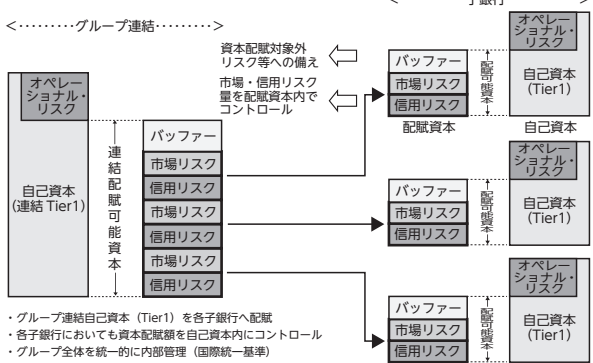 <………グループ連結………>
オペレー
ショナル・
リスク
自己資本
(連結 Tier1)
連結配賦可能資本
バッファー
市場リスク
信用リスク
市場リスク
信用リスク
市場リスク
信用リスク
資本配賦対象外
リスク等への備え
市場・信用リスク
量を配賦資本内で
コントロール
バッファー
市場リスク
信用リスク
配賦資本
配賦可能資本
オペレー
ショナル・
リスク
自己資本
(Tier1)
自己資本
バッファー
市場リスク
信用リスク
配賦可能資本
オペレー
ショナル・
リスク
自己資本
(Tier1)
バッファー
市場リスク
信用リスク
配賦可能資本
オペレー
ショナル・
リスク
自己資本
(Tier1)
・グループ連結自己資本（Tier1）を各子銀行へ配賦
・各子銀行においても資本配賦額を自己資本内にコントロール
・グループ全体を統一的に内部管理（国際統一基準）